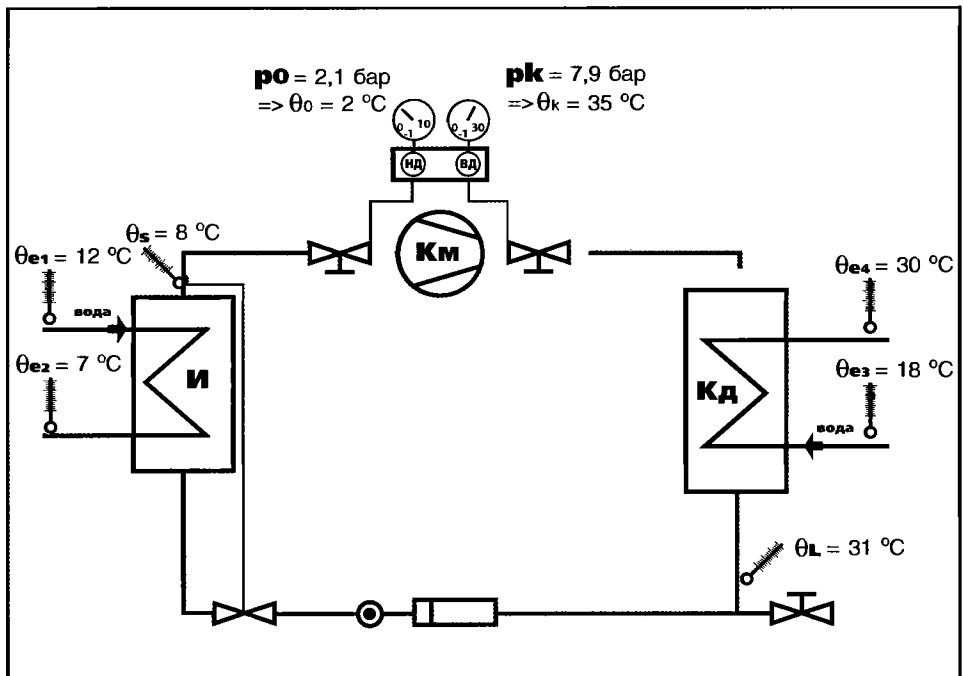 p0 = 2,1 бар
=> θ0 = 2 °C
pk = 7,9 бар
=> θk = 35 °C
0 -1 10
0 -1 30
НД
ВД
Км
θs = 8 °C
θe1 = 12 °C
вода
θe2 = 7 °C
И
θe4 = 30 °C
θe3 = 18 °C
Кд
вода
θL = 31 °C